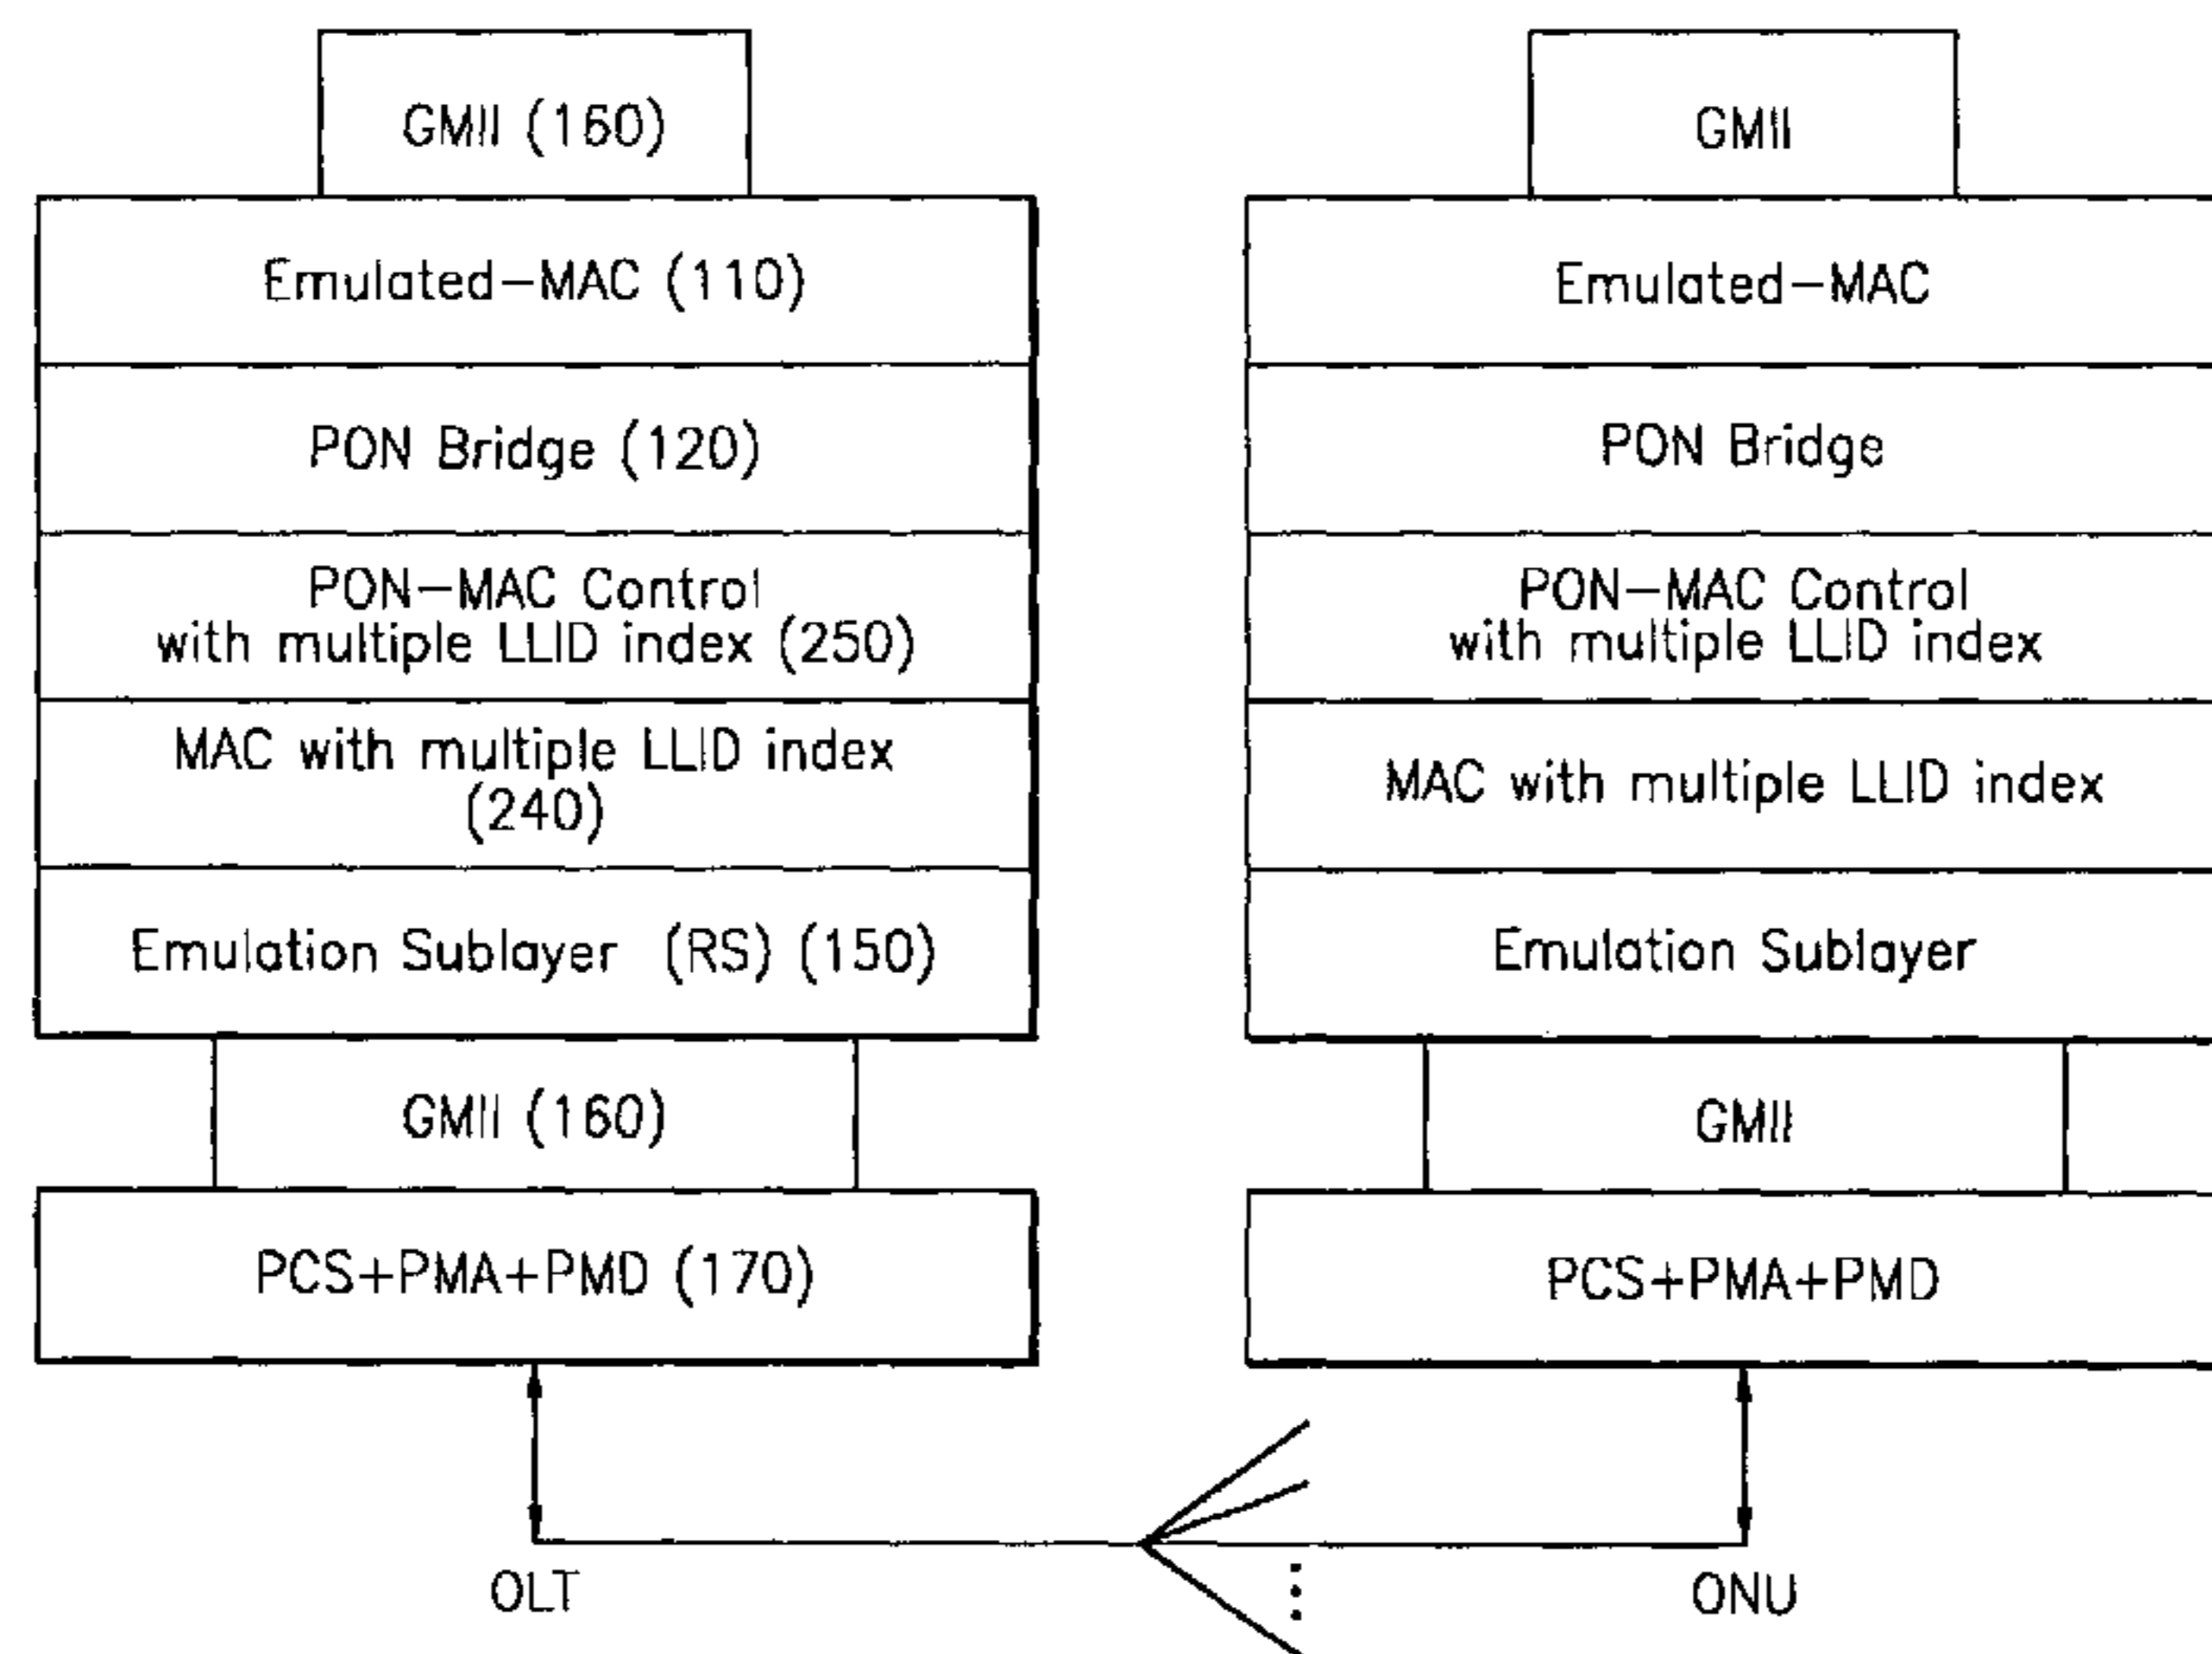 GMII (160)
Emulated-MAC (110)
PON Bridge (120)
PON-MAC Control
with multiple LLID index (250)
MAC with multiple LLID index
(240)
Emulation Sublayer (RS) (150)
GMII (160)
PCS+PMA+PMD (170)
OLT
GMII
Emulated-MAC
PON Bridge
PON-MAC Control
with multiple LLID index
MAC with multiple LLID index
Emulation Sublayer
GMII
PCS+PMA+PMD
ONU